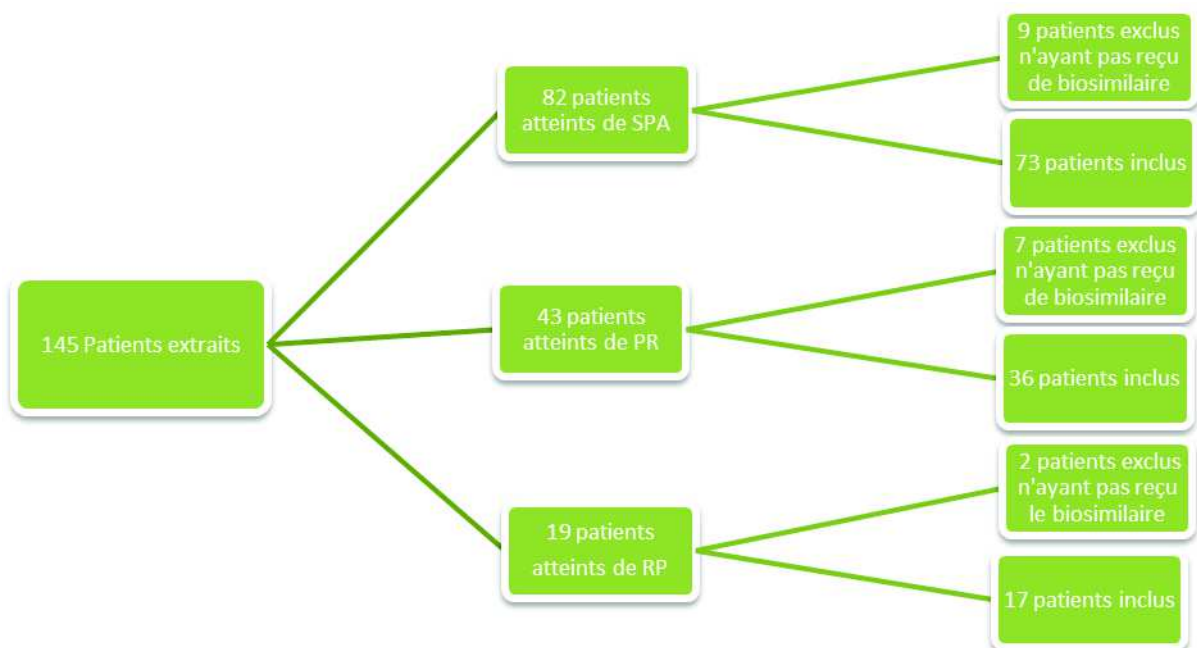 145 Patients extraits
82 patients
atteints de SPA
9 patients exclus
n'ayant pas reçu
de biosimilaire
73 patients inclus
43 patients
atteints de PR
7 patients exclus
n'ayant pas reçu
de biosimilaire
36 patients inclus
19 patients
atteints de RP
2 patients exclus
n'ayant pas reçu
le biosimilaire
17 patients inclus